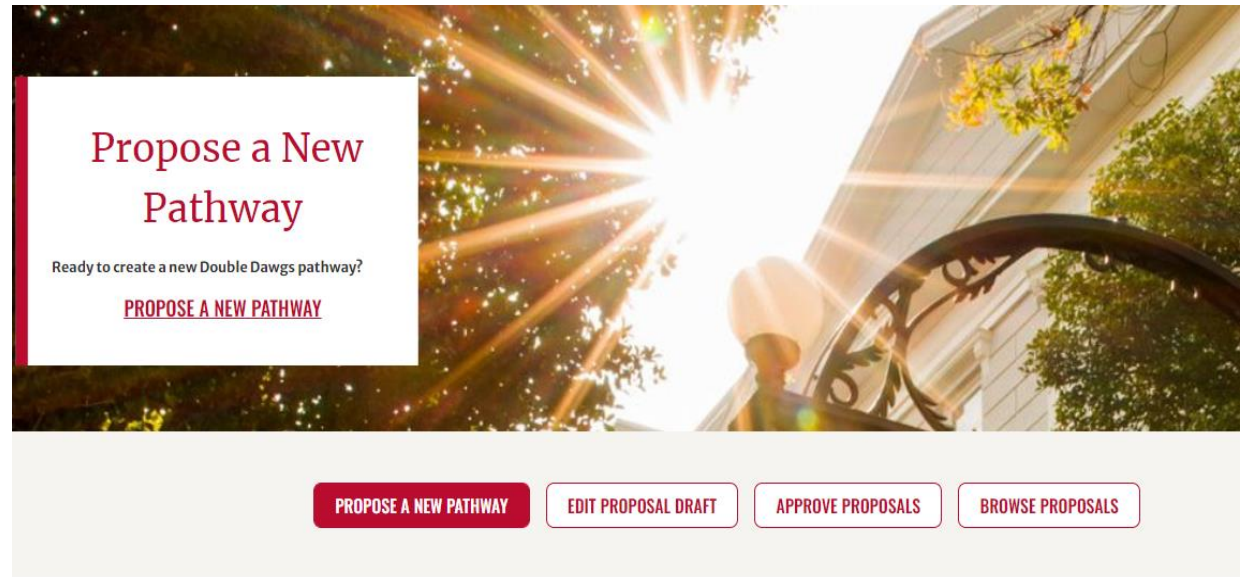 Propose a New
Pathway
Ready to create a new Double Dawgs pathway?
PROPOSE A NEW PATHWAY
PROPOSE A NEW PATHWAY
EDIT PROPOSAL DRAFT
APPROVE PROPOSALS
BROWSE PROPOSALS